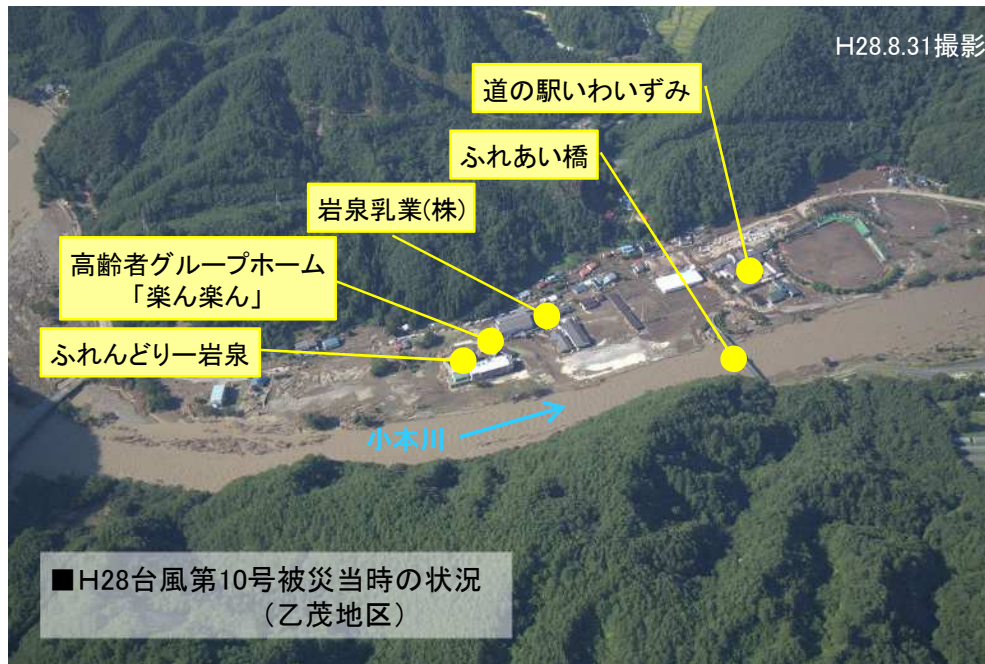 H28.8.31撮影
道の駅いわいずみ
ふれあい橋
岩泉乳業(株)
高齢者グループホーム
「楽ん楽ん」
ふれんどりー岩泉
小本川
■H28台風第10号被災当時の状況
(乙茂地区)